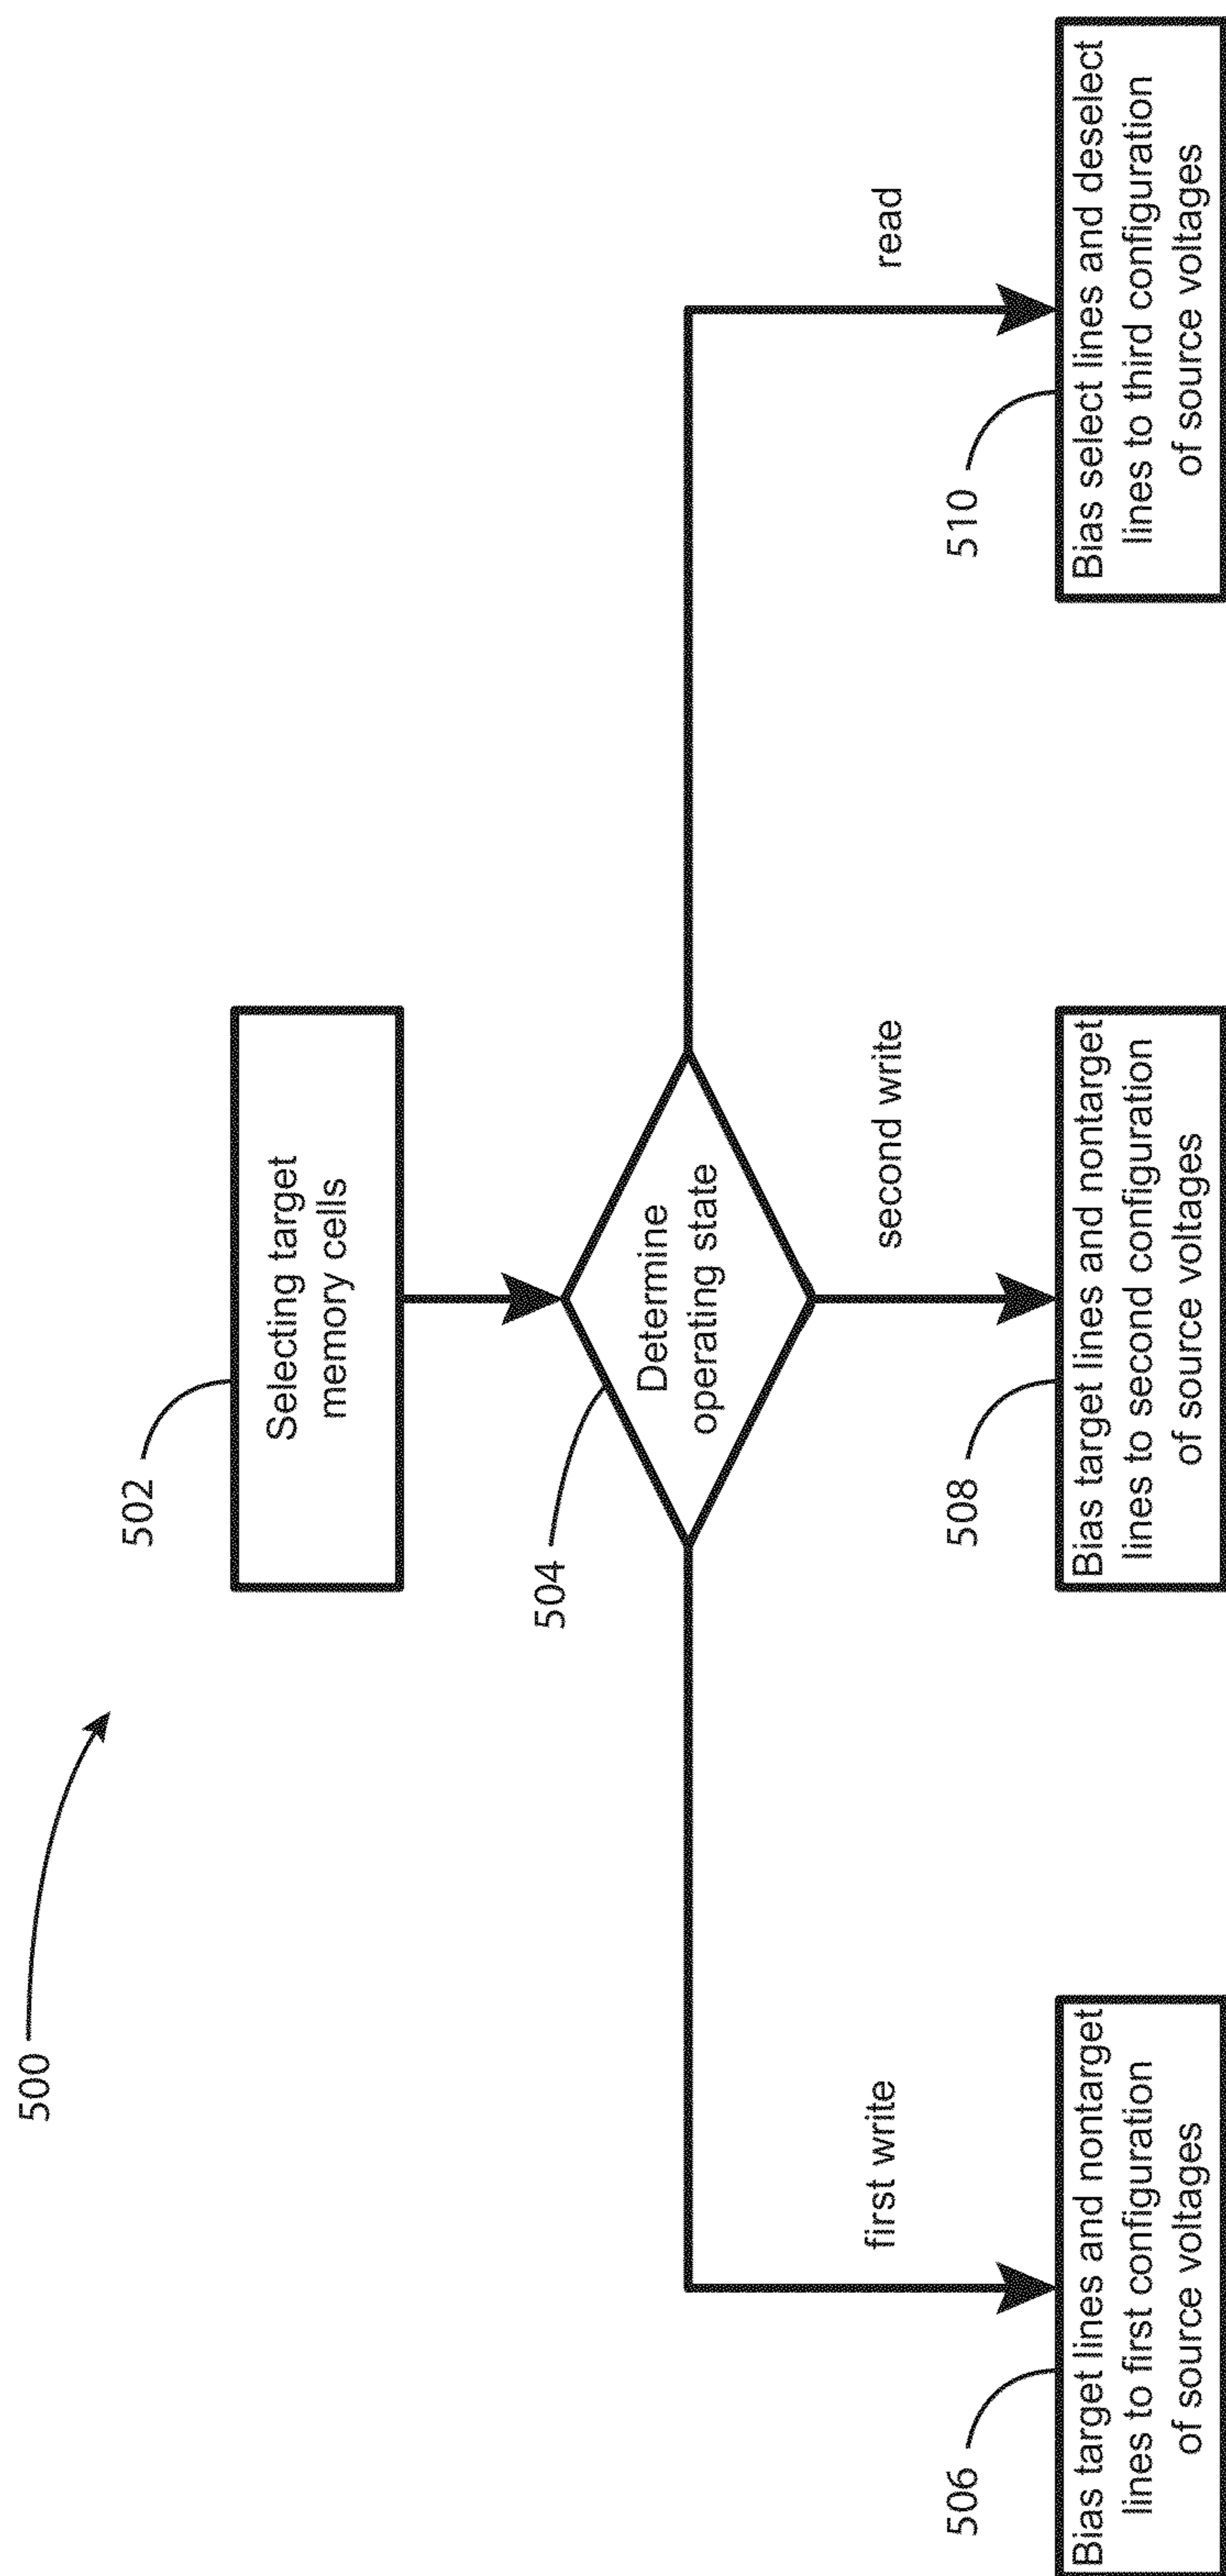 500
502
Selecting target
memory cells
504
Determine
operating state
first write
second write
read
506
Bias target lines and nontarget
lines to first configuration
of source voltages
508
Bias target lines and nontarget
lines to second configuration
of source voltages
510
Bias select lines and deselect
lines to third configuration
of source voltages